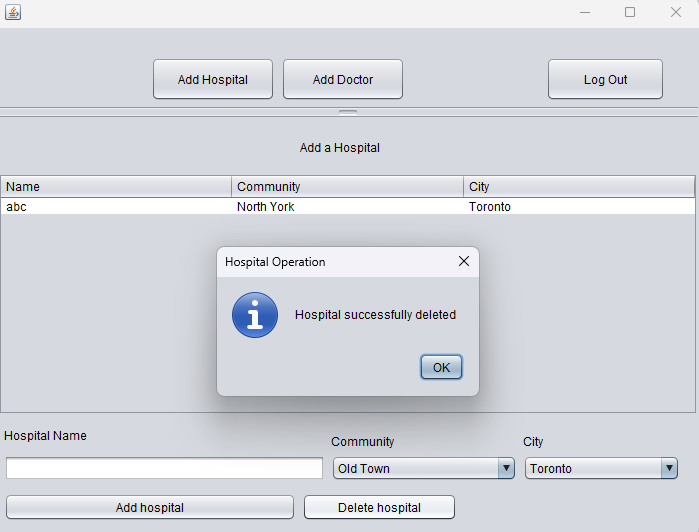 Add Hospital Add Doctor Log Out
Add a Hospital
Name Community City
abc North York Toronto
Hospital Operation
Hospital successfully deleted
OK
Hospital Name Community City
Old Town Toronto
Add hospital Delete hospital